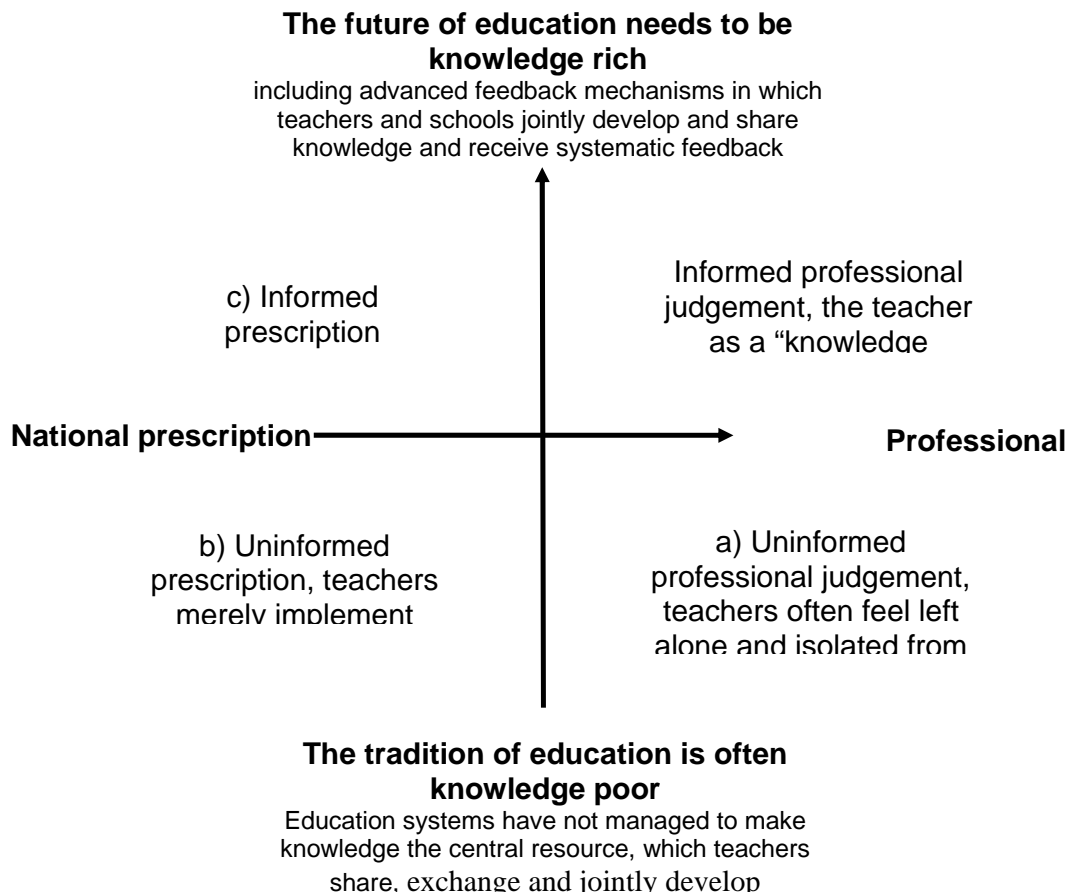 The future of education needs to be
knowledge rich
including advanced feedback mechanisms in which
teachers and schools jointly develop and share
knowledge and receive systematic feedback
c) Informed
prescription
Informed professional
judgement, the teacher
as a “knowledge
National prescription
Professional
b) Uninformed
prescription, teachers
merely implement
a) Uninformed
professional judgement,
teachers often feel left
alone and isolated from
The tradition of education is often
knowledge poor
Education systems have not managed to make
knowledge the central resource, which teachers
share, exchange and jointly develop